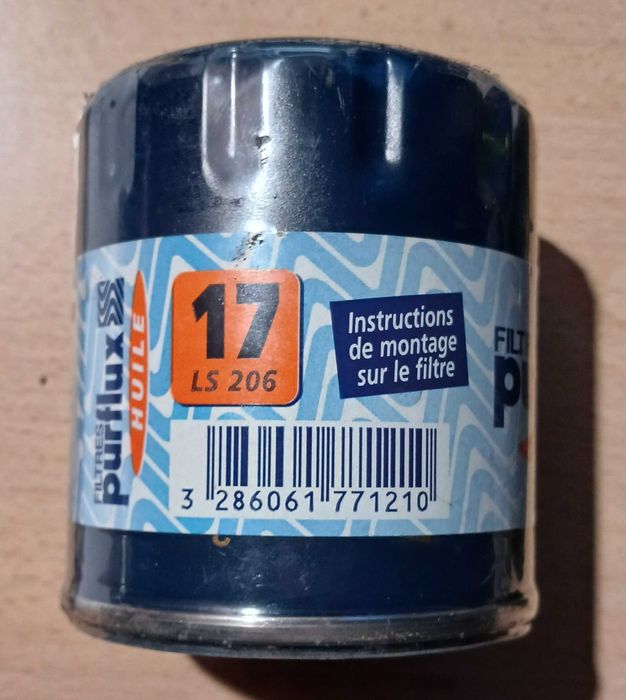 FILTRES
purflux
HUILE
17
LS 206
Instructions
de montage
sur le filtre
3 286061 771210